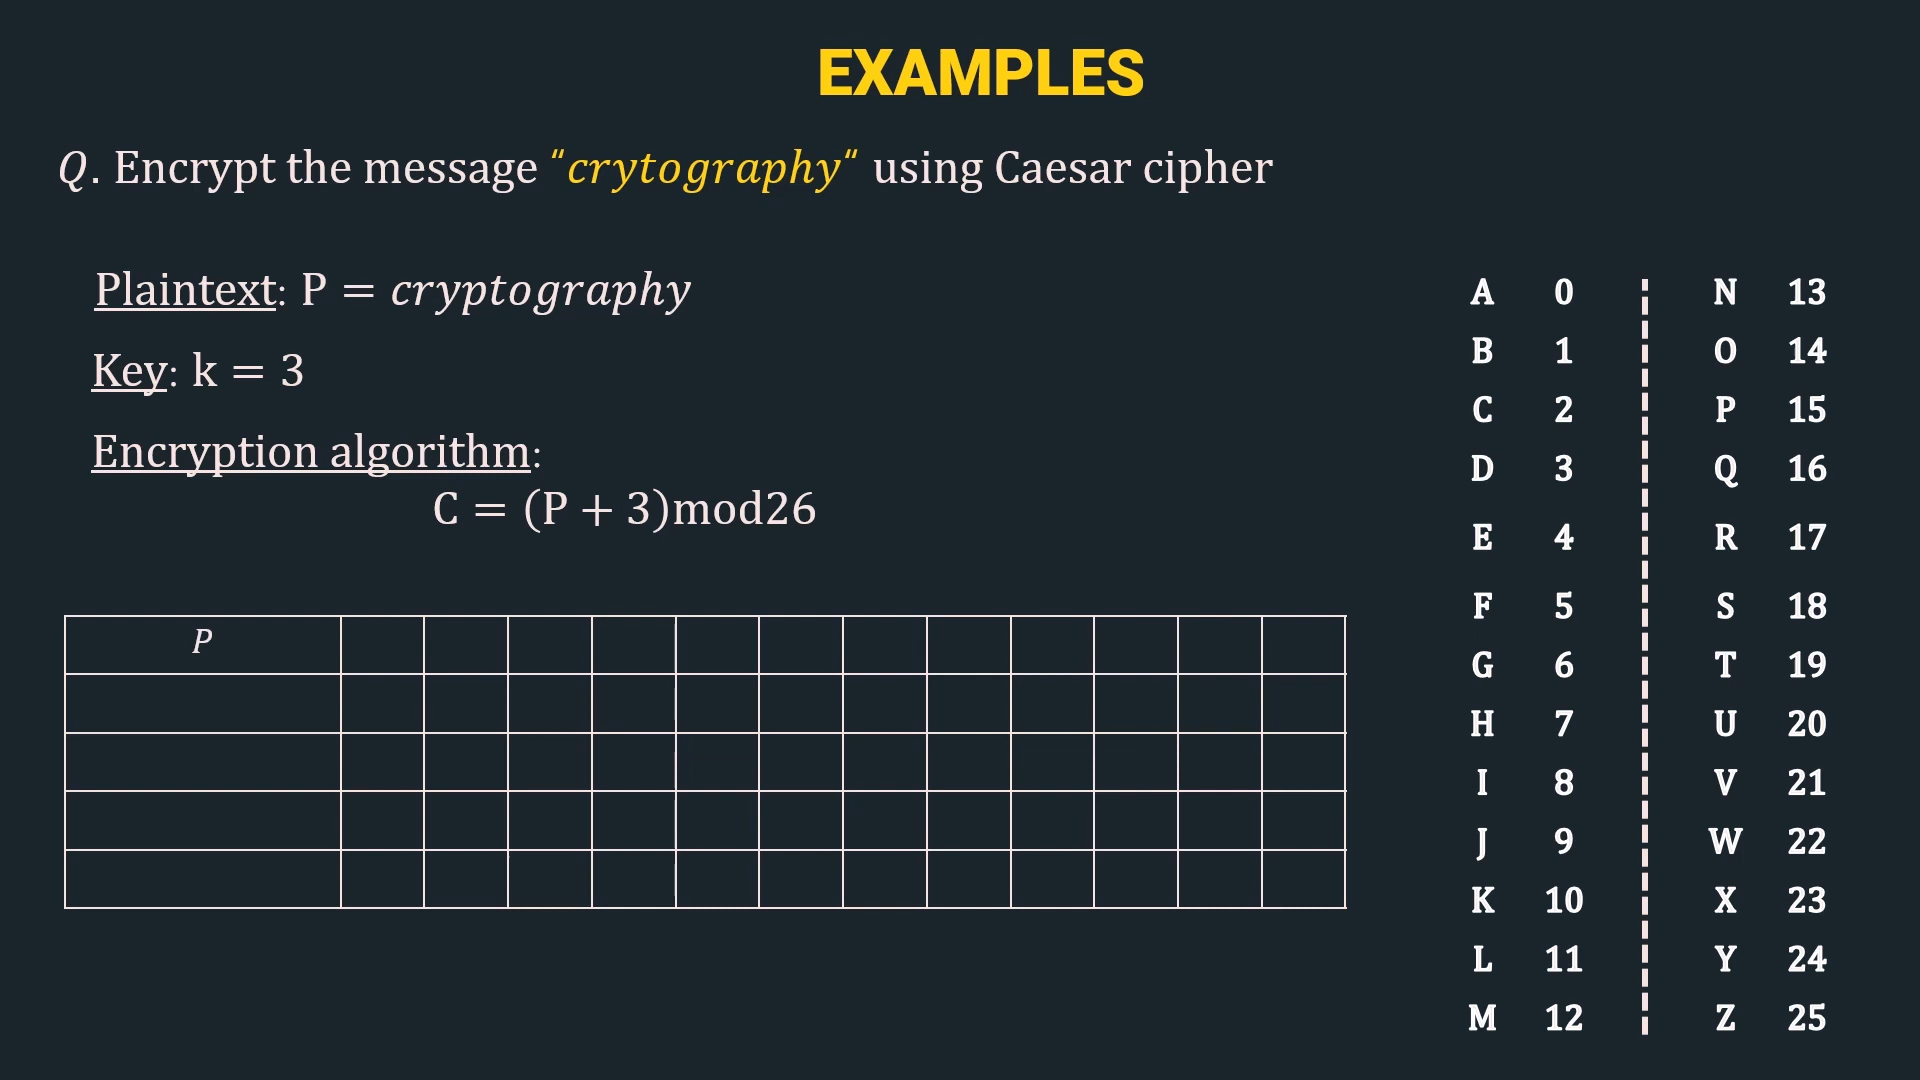 EXAMPLES
Q. Encrypt the message “crytography“ using Caesar cipher
Plaintext: P = cryptography
Key: k = 3
Encryption algorithm:
C = (P + 3)mod26
P
A 0 N 13
B 1 O 14
C 2 P 15
D 3 Q 16
E 4 R 17
F 5 S 18
G 6 T 19
H 7 U 20
I 8 V 21
J 9 W 22
K 10 X 23
L 11 Y 24
M 12 Z 25